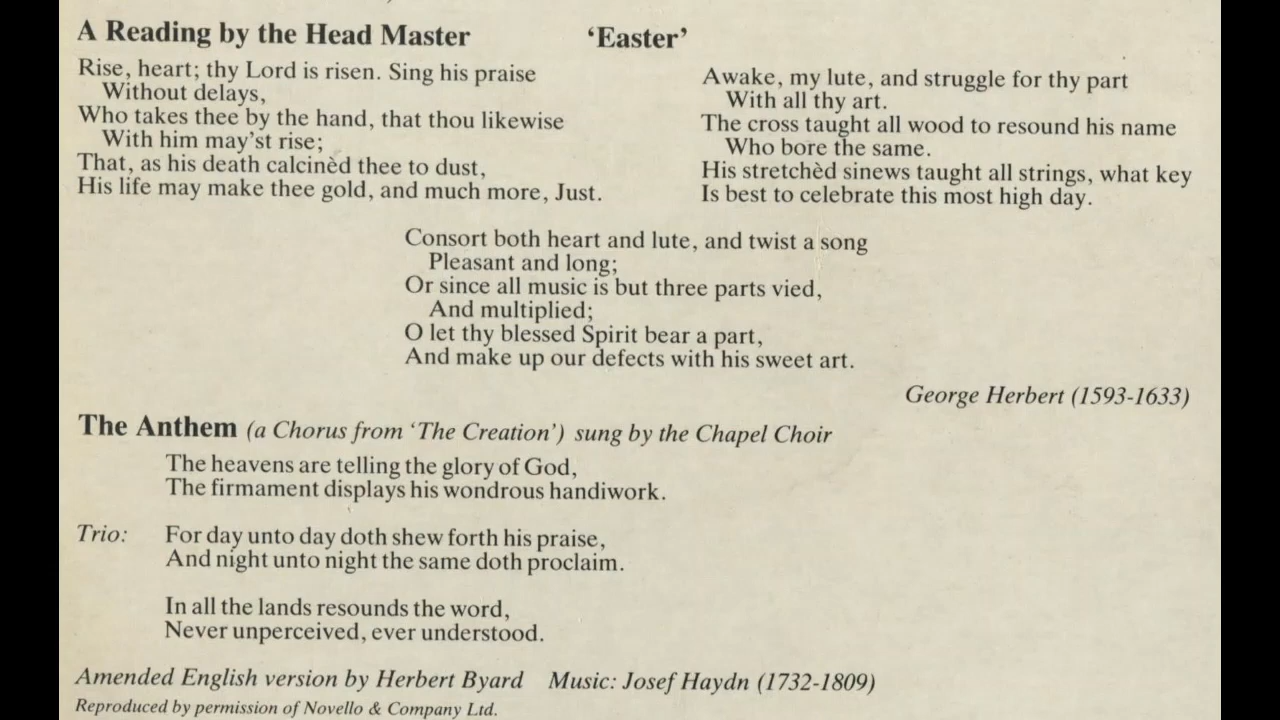 A Reading by the Head Master ‘Easter’
Rise, heart; thy Lord is risen. Sing his praise
Without delays,
Who takes thee by the hand, that thou likewise
With him may'st rise;
That, as his death calcinèd thee to dust,
His life may make thee gold, and much more, Just.
Awake, my lute, and struggle for thy part
With all thy art.
The cross taught all wood to resound his name
Who bore the same.
His stretchèd sinews taught all strings, what key
Is best to celebrate this most high day.
Consort both heart and lute, and twist a song
Pleasant and long;
Or since all music is but three parts vied,
And multiplied;
O let thy blessed Spirit bear a part,
And make up our defects with his sweet art.
George Herbert (1593-1633)
The Anthem (a Chorus from ‘The Creation’) sung by the Chapel Choir
The heavens are telling the glory of God,
The firmament displays his wondrous handiwork.
Trio: For day unto day doth shew forth his praise,
And night unto night the same doth proclaim.
In all the lands resounds the word,
Never unperceived, ever understood.
Amended English version by Herbert Byard Music: Josef Haydn (1732-1809)
Reproduced by permission of Novello & Company Ltd.